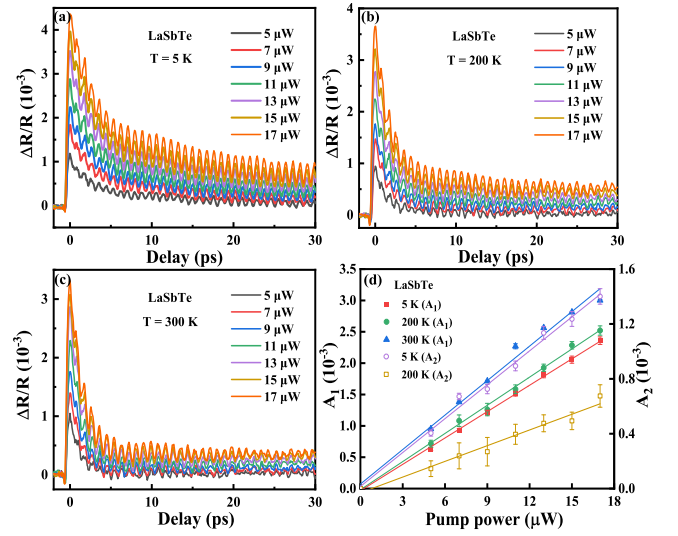 (a)
LaSbTe
T = 5 K
5 µW
7 µW
9 µW
11 µW
13 µW
15 µW
17 µW
ΔR/R (10⁻³)
4
3
2
1
0
0 10 20 30
Delay (ps)
(b)
LaSbTe
T = 200 K
5 µW
7 µW
9 µW
11 µW
13 µW
15 µW
17 µW
ΔR/R (10⁻³)
4
3
2
1
0
0 10 20 30
Delay (ps)
(c)
LaSbTe
T = 300 K
5 µW
7 µW
9 µW
11 µW
13 µW
15 µW
17 µW
ΔR/R (10⁻³)
3
2
1
0
0 10 20 30
Delay (ps)
(d)
LaSbTe
5 K (A₁)
200 K (A₁)
300 K (A₁)
5 K (A₂)
200 K (A₂)
A₁ (10⁻³)
3.5
3.0
2.5
2.0
1.5
1.0
0.5
0.0
A₂ (10⁻³)
1.6
1.2
0.8
0.4
0.0
0 3 6 9 12 15 18
Pump power (µW)